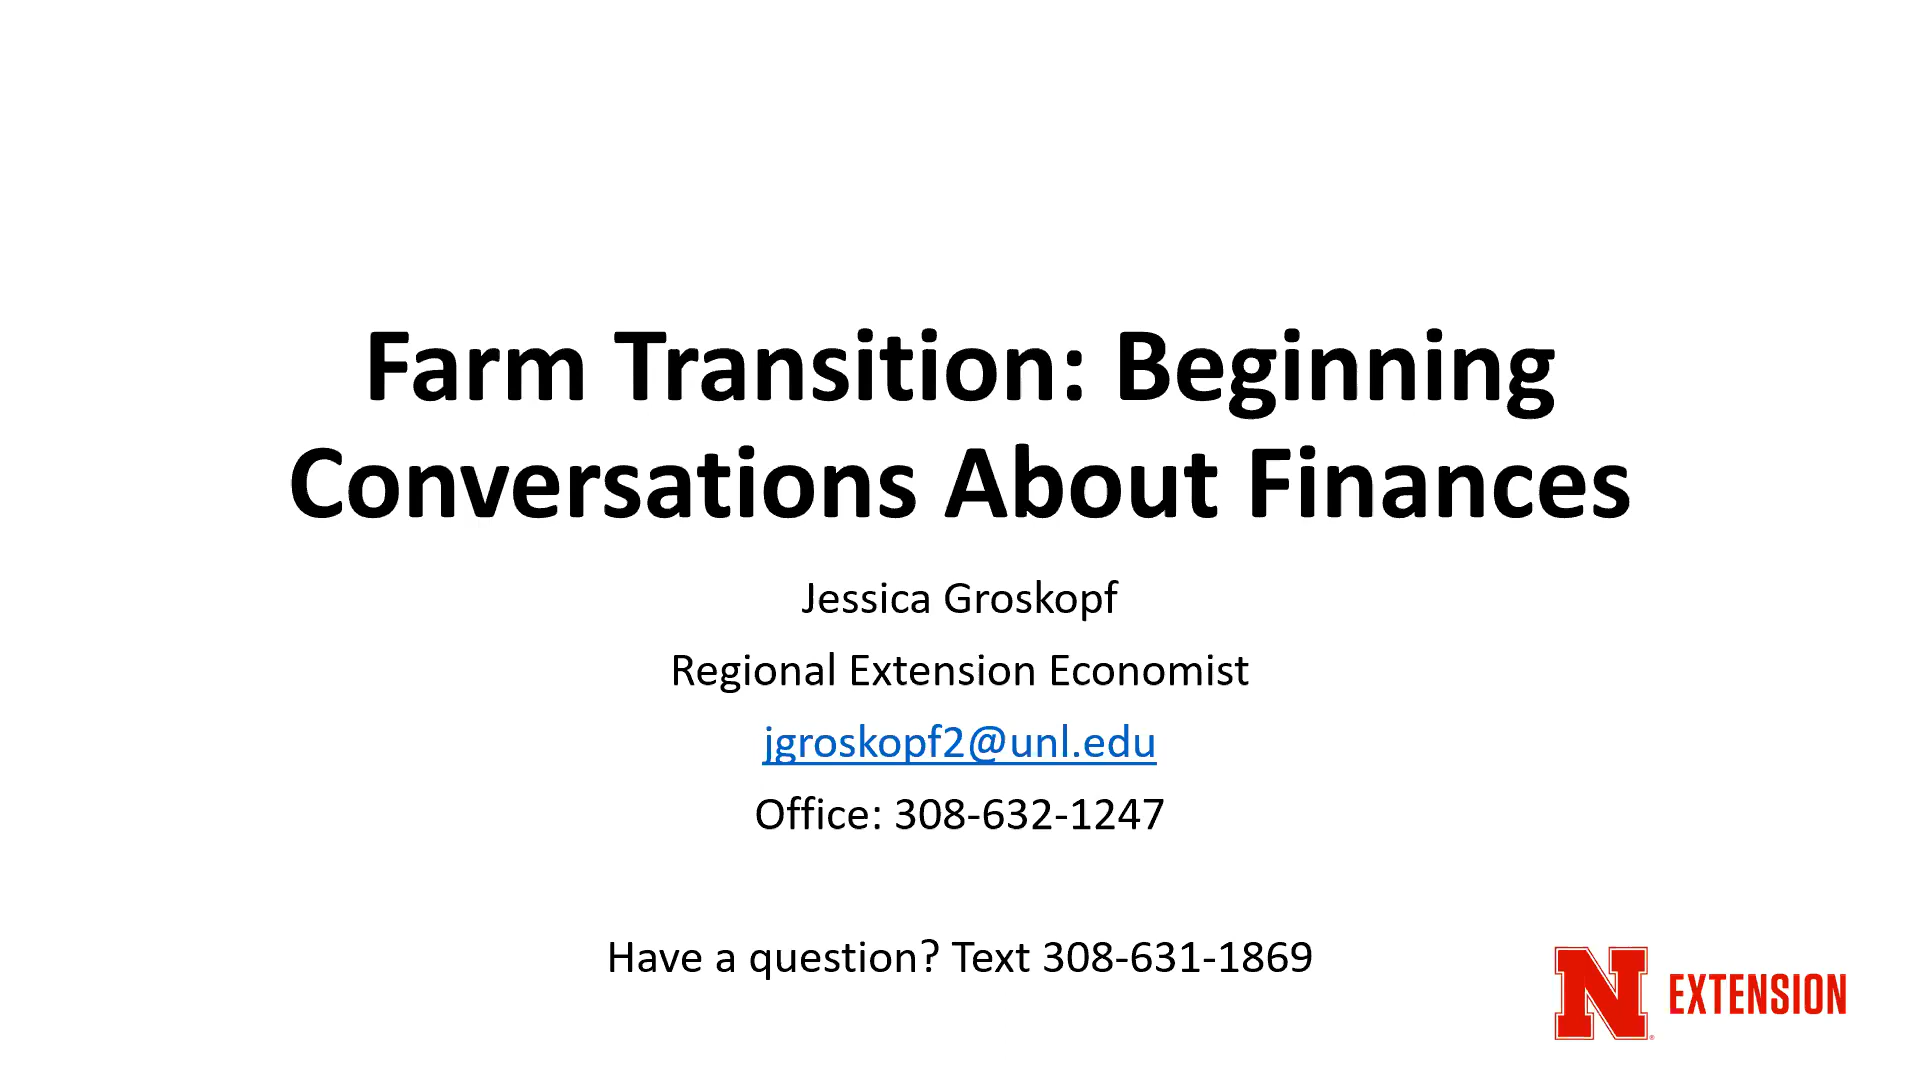 Farm Transition: Beginning
Conversations About Finances
Jessica Groskopf
Regional Extension Economist
jgroskopf2@unl.edu
Office: 308-632-1247
Have a question? Text 308-631-1869
N EXTENSION